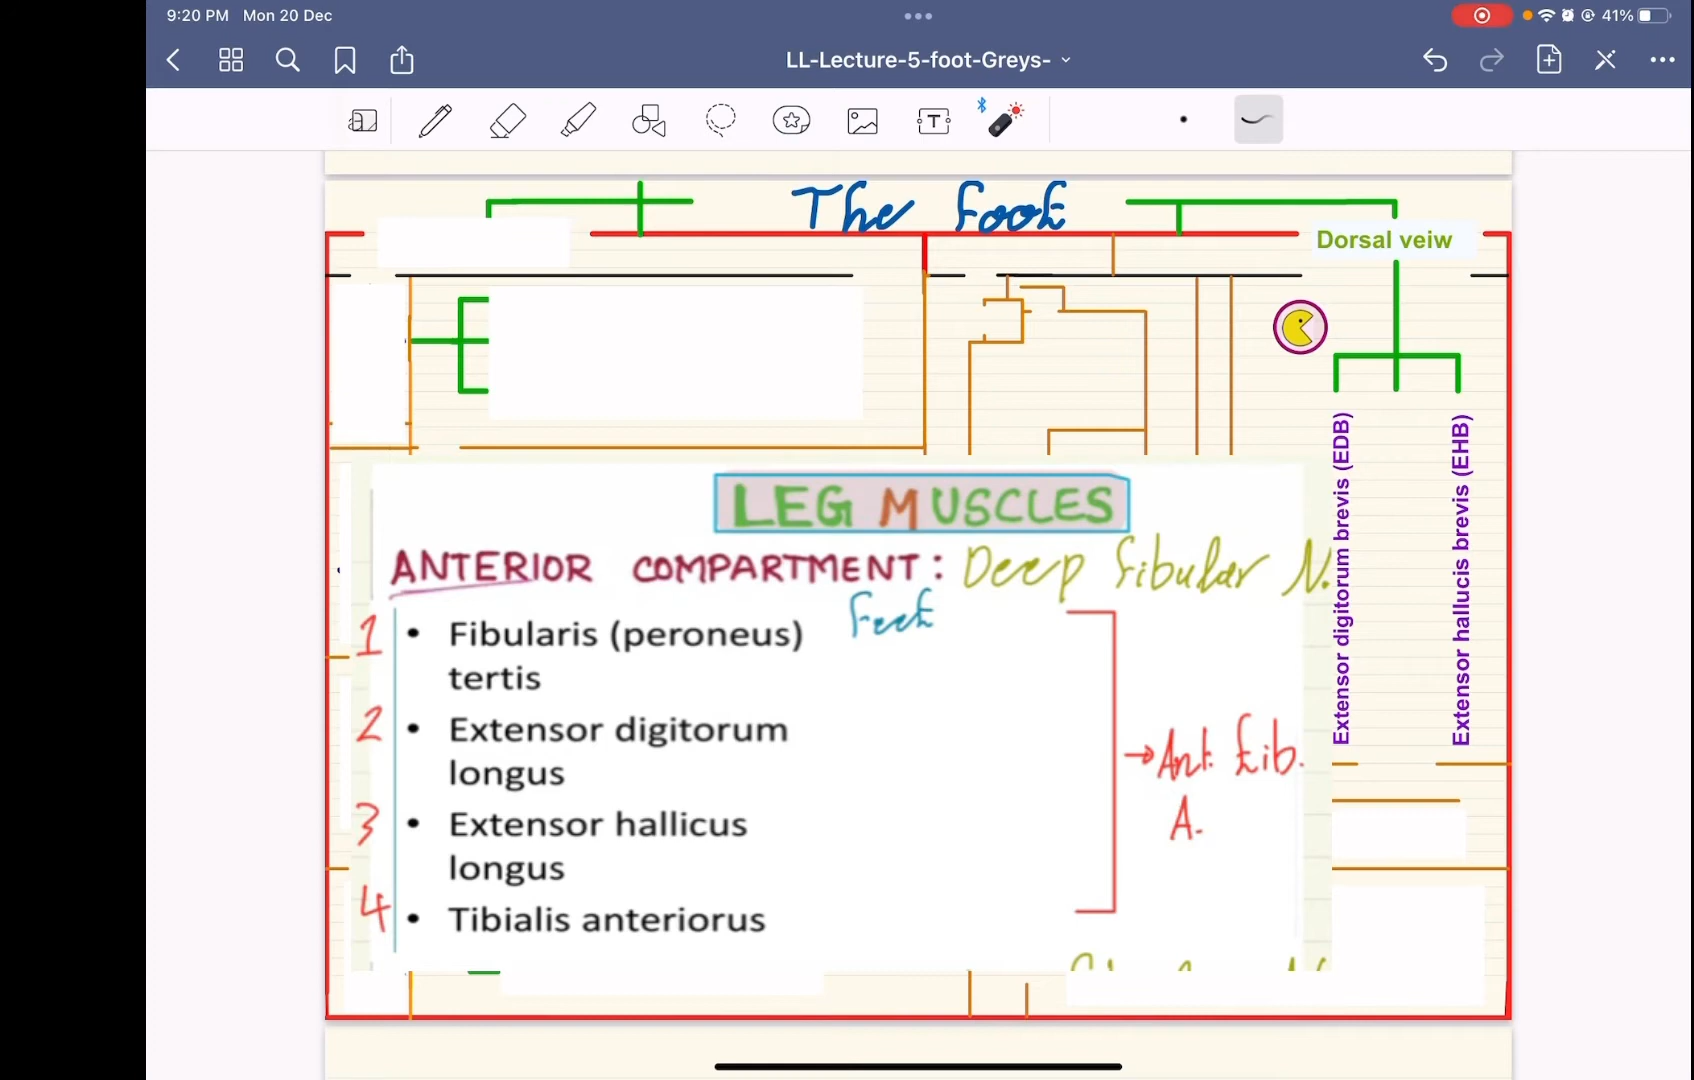 9:20 PM Mon 20 Dec
41%
LL-Lecture-5-foot-Greys-
T
The foot
Dorsal veiw
Extensor digitorum brevis (EDB)
Extensor hallucis brevis (EHB)
LEG MUSCLES
ANTERIOR COMPARTMENT: Deep fibular N.
1 • Fibularis (peroneus)
tertis
2 • Extensor digitorum
longus
3 • Extensor hallicus
longus
4 • Tibialis anteriorus
→Ant.
A.